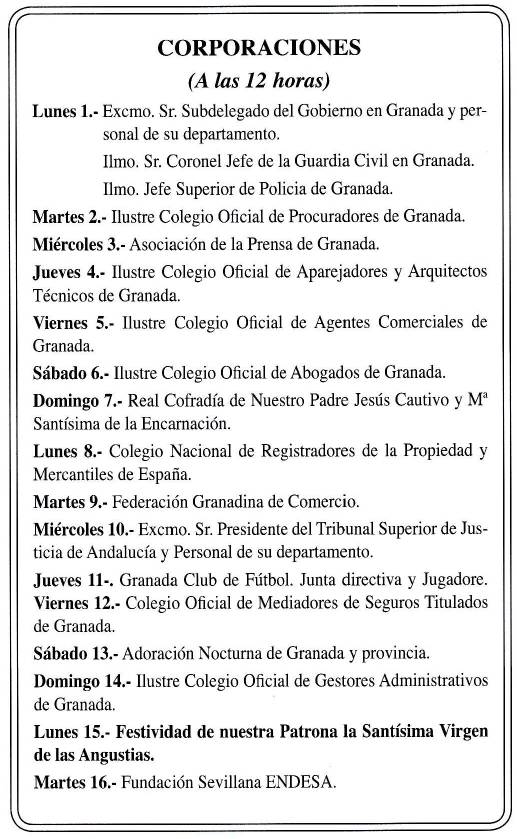 CORPORACIONES
(A las 12 horas)
Lunes 1.- Excmo. Sr. Subdelegado del Gobierno en Granada y per-
sonal de su departamento.
Ilmo. Sr. Coronel Jefe de la Guardia Civil en Granada.
Ilmo. Jefe Superior de Policia de Granada.
Martes 2.- Ilustre Colegio Oficial de Procuradores de Granada.
Miércoles 3.- Asociación de la Prensa de Granada.
Jueves 4.- Ilustre Colegio Oficial de Aparejadores y Arquitectos
Técnicos de Granada.
Viernes 5.- Ilustre Colegio Oficial de Agentes Comerciales de
Granada.
Sábado 6.- Ilustre Colegio Oficial de Abogados de Granada.
Domingo 7.- Real Cofradía de Nuestro Padre Jesús Cautivo y Mª
Santísima de la Encarnación.
Lunes 8.- Colegio Nacional de Registradores de la Propiedad y
Mercantiles de España.
Martes 9.- Federación Granadina de Comercio.
Miércoles 10.- Excmo. Sr. Presidente del Tribunal Superior de Jus-
ticia de Andalucía y Personal de su departamento.
Jueves 11-. Granada Club de Fútbol. Junta directiva y Jugadore.
Viernes 12.- Colegio Oficial de Mediadores de Seguros Titulados
de Granada.
Sábado 13.- Adoración Nocturna de Granada y provincia.
Domingo 14.- Ilustre Colegio Oficial de Gestores Administrativos
de Granada.
Lunes 15.- Festividad de nuestra Patrona la Santísima Virgen
de las Angustias.
Martes 16.- Fundación Sevillana ENDESA.